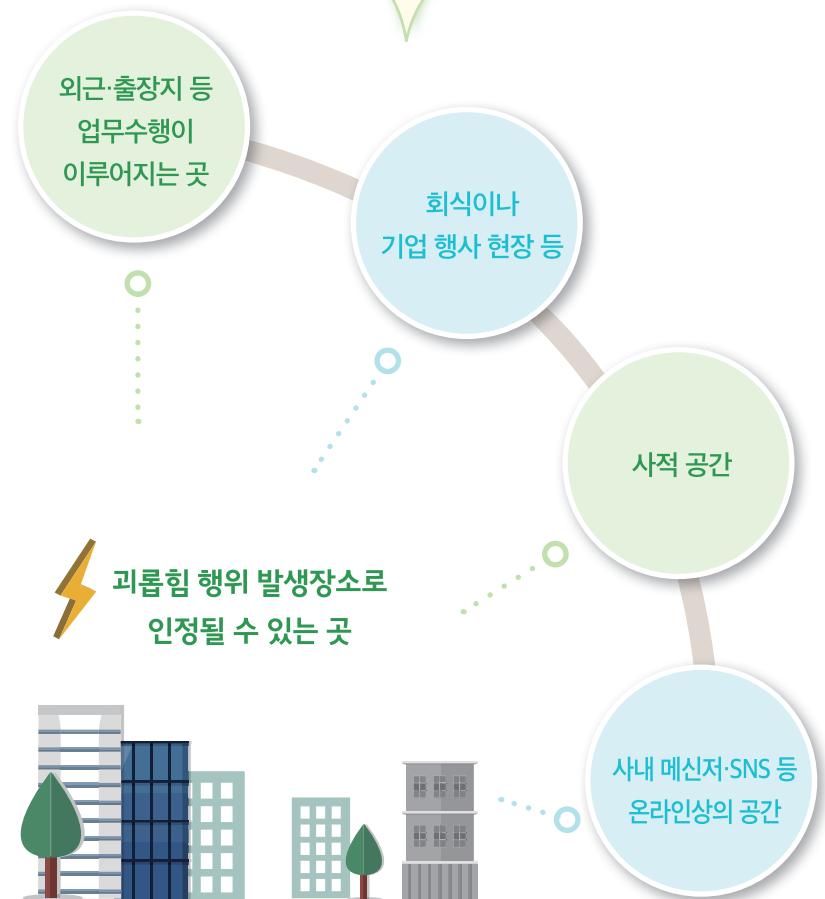 외근·출장지 등
업무수행이
이루어지는 곳
회식이나
기업 행사 현장 등
사적 공간
괴롭힘 행위 발생장소로
인정될 수 있는 곳
사내 메신저·SNS 등
온라인상의 공간